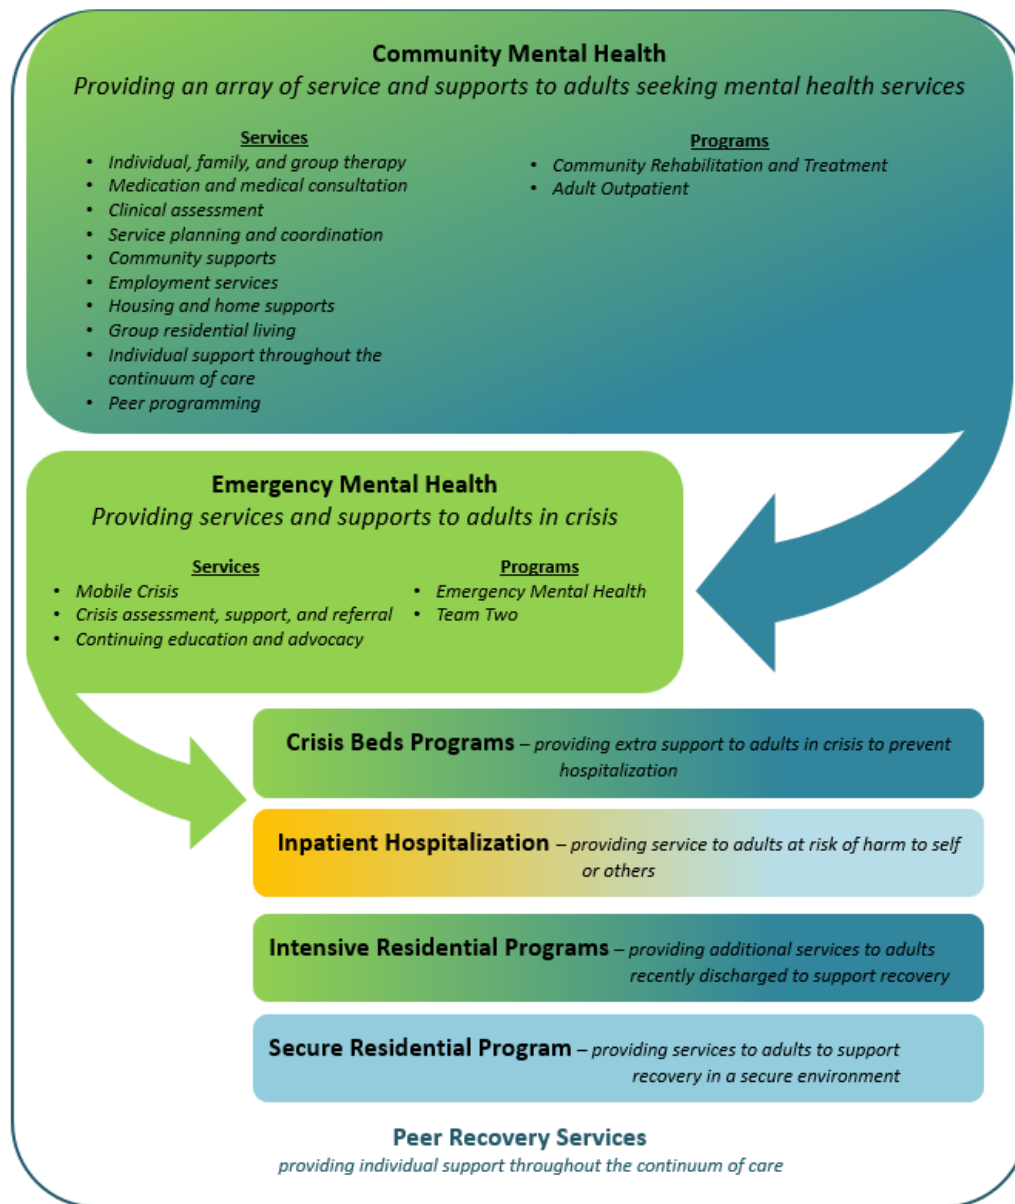 Community Mental Health
Providing an array of service and supports to adults seeking mental health services
Services
• Individual, family, and group therapy
• Medication and medical consultation
• Clinical assessment
• Service planning and coordination
• Community supports
• Employment services
• Housing and home supports
• Group residential living
• Individual support throughout the
continuum of care
• Peer programming
Programs
• Community Rehabilitation and Treatment
• Adult Outpatient
Emergency Mental Health
Providing services and supports to adults in crisis
Services
• Mobile Crisis
• Crisis assessment, support, and referral
• Continuing education and advocacy
Programs
• Emergency Mental Health
• Team Two
Crisis Beds Programs – providing extra support to adults in crisis to prevent
hospitalization
Inpatient Hospitalization – providing service to adults at risk of harm to self
or others
Intensive Residential Programs – providing additional services to adults
recently discharged to support recovery
Secure Residential Program – providing services to adults to support
recovery in a secure environment
Peer Recovery Services
providing individual support throughout the continuum of care